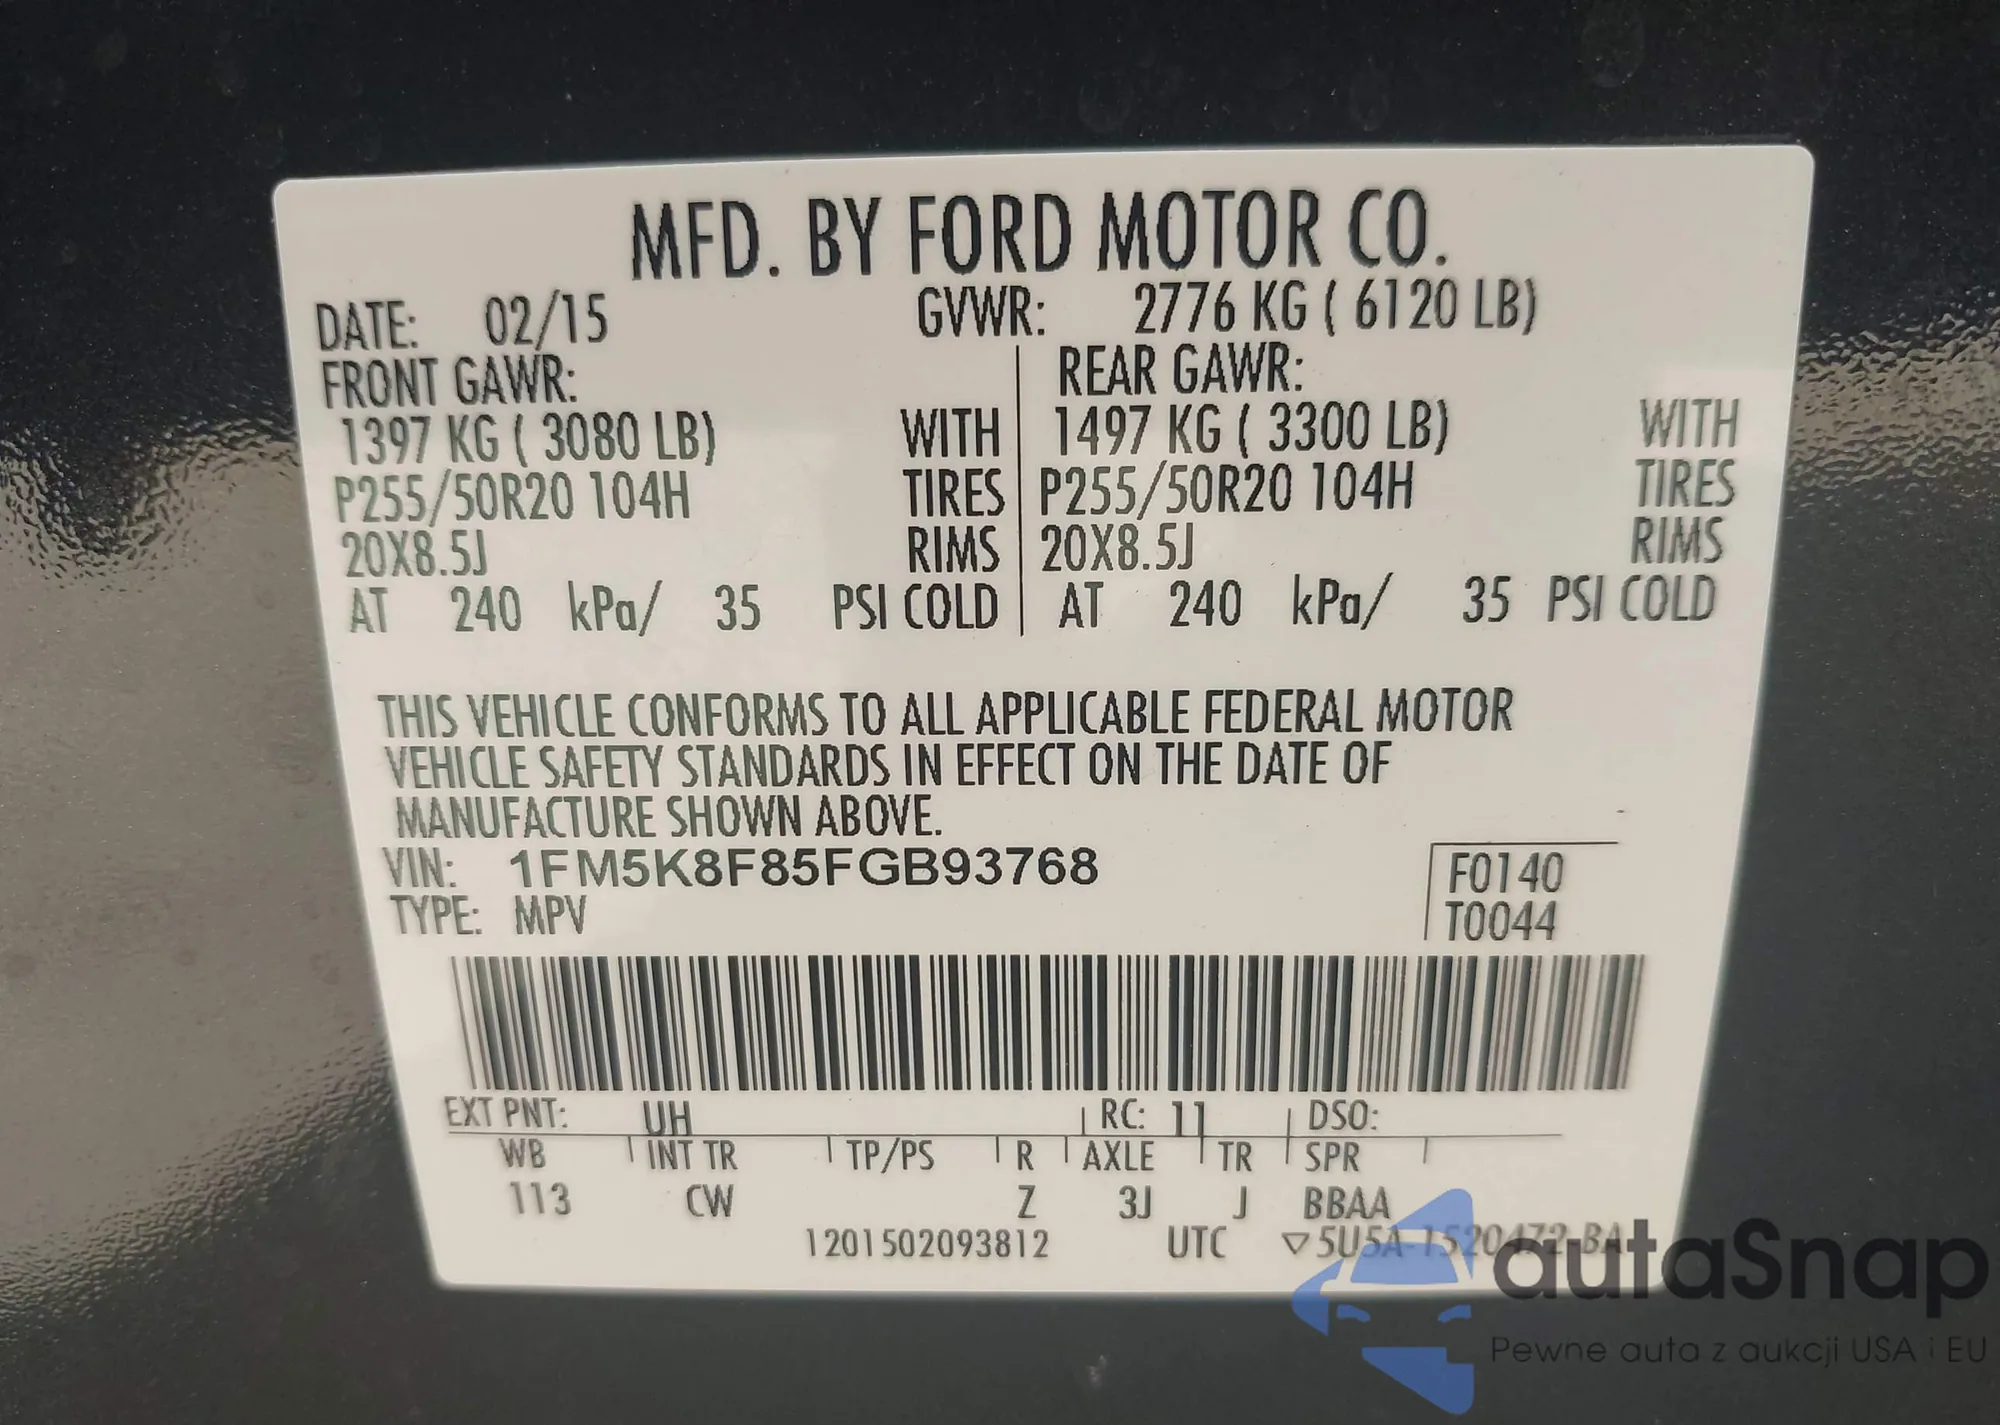 MFD. BY FORD MOTOR CO.
DATE: 02/15 GVWR: 2776 KG ( 6120 LB)
FRONT GAWR: REAR GAWR:
1397 KG ( 3080 LB) WITH 1497 KG ( 3300 LB) WITH
P255/50R20 104H TIRES P255/50R20 104H TIRES
20X8.5J RIMS 20X8.5J RIMS
AT 240 kPa/ 35 PSI COLD AT 240 kPa/ 35 PSI COLD
THIS VEHICLE CONFORMS TO ALL APPLICABLE FEDERAL MOTOR
VEHICLE SAFETY STANDARDS IN EFFECT ON THE DATE OF
MANUFACTURE SHOWN ABOVE.
VIN: 1FM5K8F85FGB93768 F0140
TYPE: MPV T0044
EXT PNT: UH RC: 11 DSO:
WB INT TR TP/PS R AXLE TR SPR
113 CW Z 3J J BBAA
1201502093812 UTC ▽5U5A-1520472-BA
autaSnap
Pewne auta z aukcji USA i EU